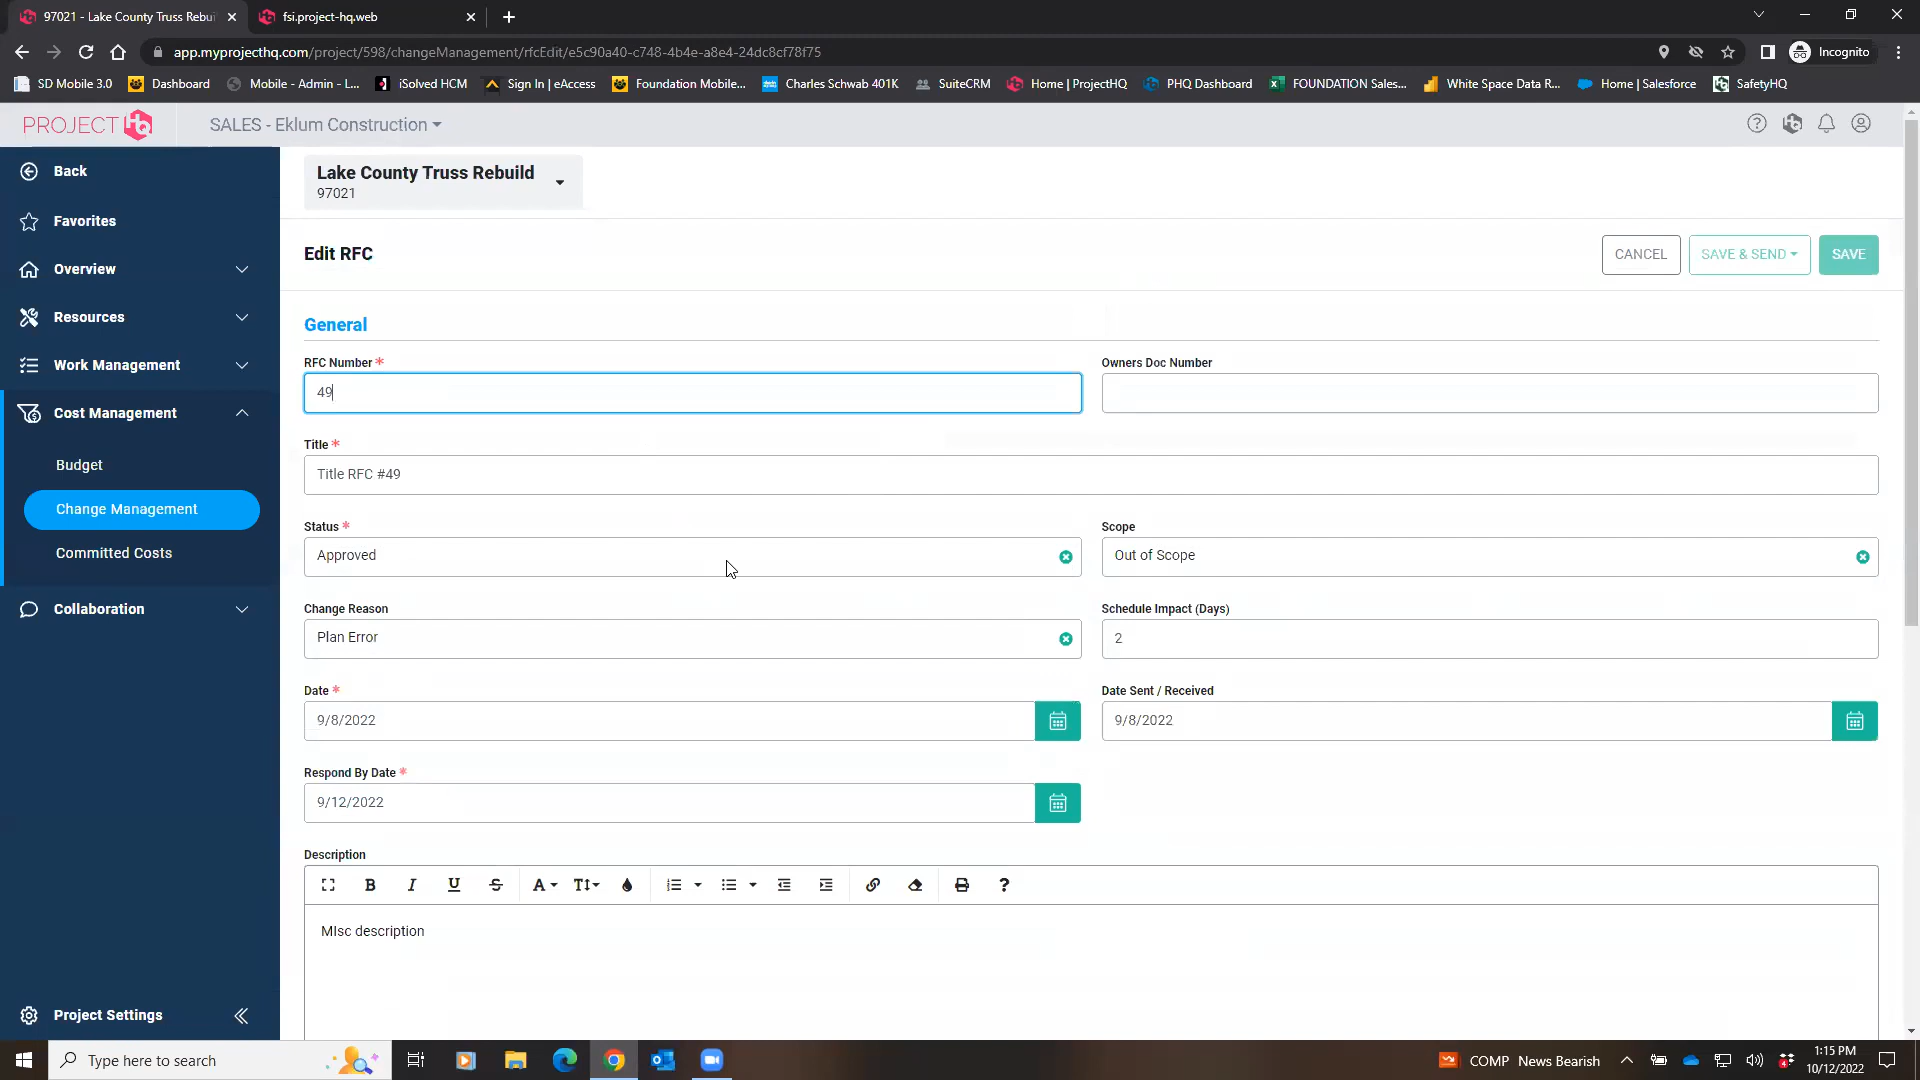 97021 - Lake County Truss Rebui
fsi.project-hq.web
app.myprojecthq.com/project/598/changeManagement/rfcEdit/e5c90a40-c748-4b4e-a8e4-24dc8cf78f75
Incognito
SD Mobile 3.0
Dashboard
Mobile - Admin - L...
iSolved HCM
Sign In | eAccess
Foundation Mobile...
Charles Schwab 401K
SuiteCRM
Home | ProjectHQ
PHQ Dashboard
FOUNDATION Sales...
White Space Data R...
Home | Salesforce
SafetyHQ
PROJECT
SALES - Eklum Construction
Back
Favorites
Overview
Resources
Work Management
Cost Management
Budget
Change Management
Committed Costs
Collaboration
Project Settings
Lake County Truss Rebuild
97021
Edit RFC
CANCEL
SAVE & SEND
SAVE
General
RFC Number *
49
Owners Doc Number
Title *
Title RFC #49
Status *
Approved
Scope
Out of Scope
Change Reason
Plan Error
Schedule Impact (Days)
2
Date *
9/8/2022
Date Sent / Received
9/8/2022
Respond By Date *
9/12/2022
Description
MIsc description
Type here to search
COMP News Bearish
1:15 PM
10/12/2022